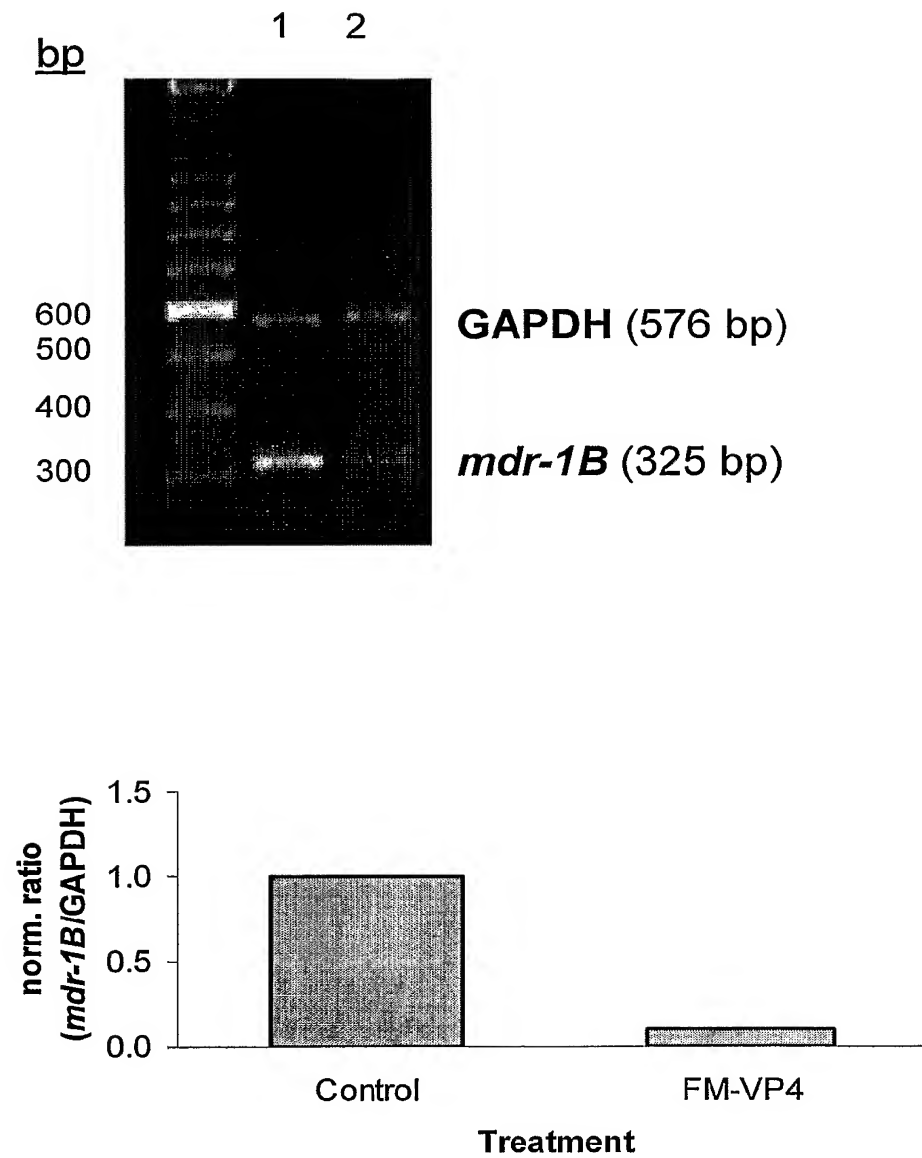 1 2
bp
600
500
400
300
GAPDH (576 bp)
mdr-1B (325 bp)
norm. ratio
(mdr-1B/GAPDH)
1.5
1.0
0.5
0.0
Control FM-VP4
Treatment